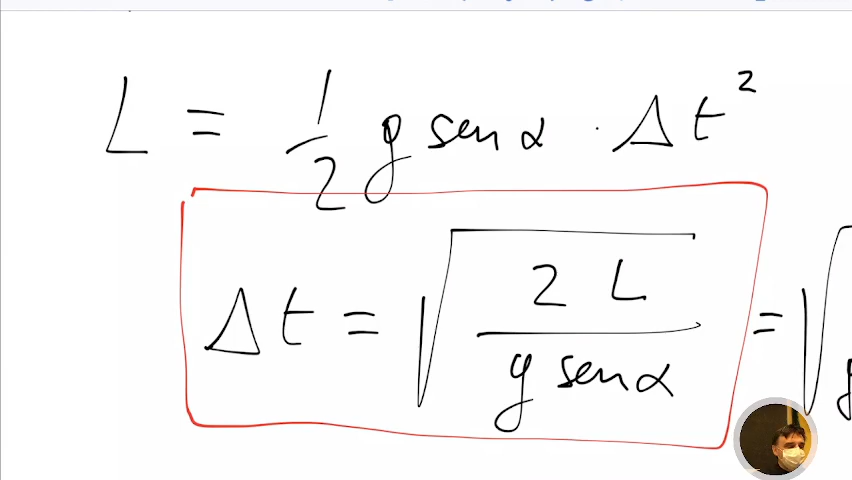 L = 1/2 g sen α · Δt²
Δt = √(2 L / g sen α) = √